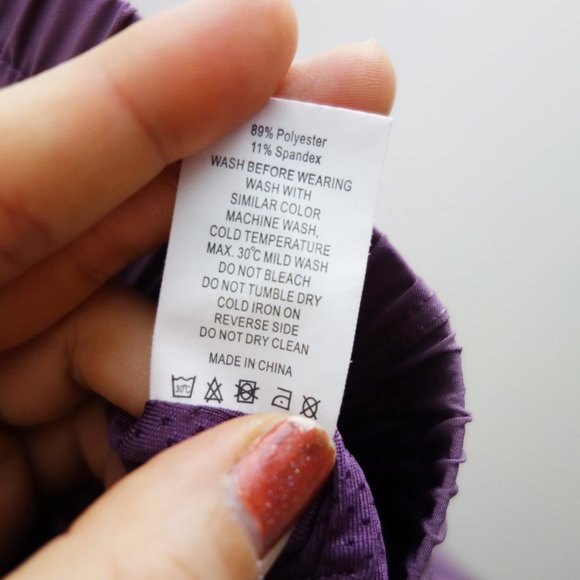 89% Polyester
11% Spandex
WASH BEFORE WEARING
WASH WITH
SIMILAR COLOR
MACHINE WASH,
COLD TEMPERATURE
MAX. 30°C MILD WASH
DO NOT BLEACH
DO NOT TUMBLE DRY
COLD IRON ON
REVERSE SIDE
DO NOT DRY CLEAN
MADE IN CHINA
30°C